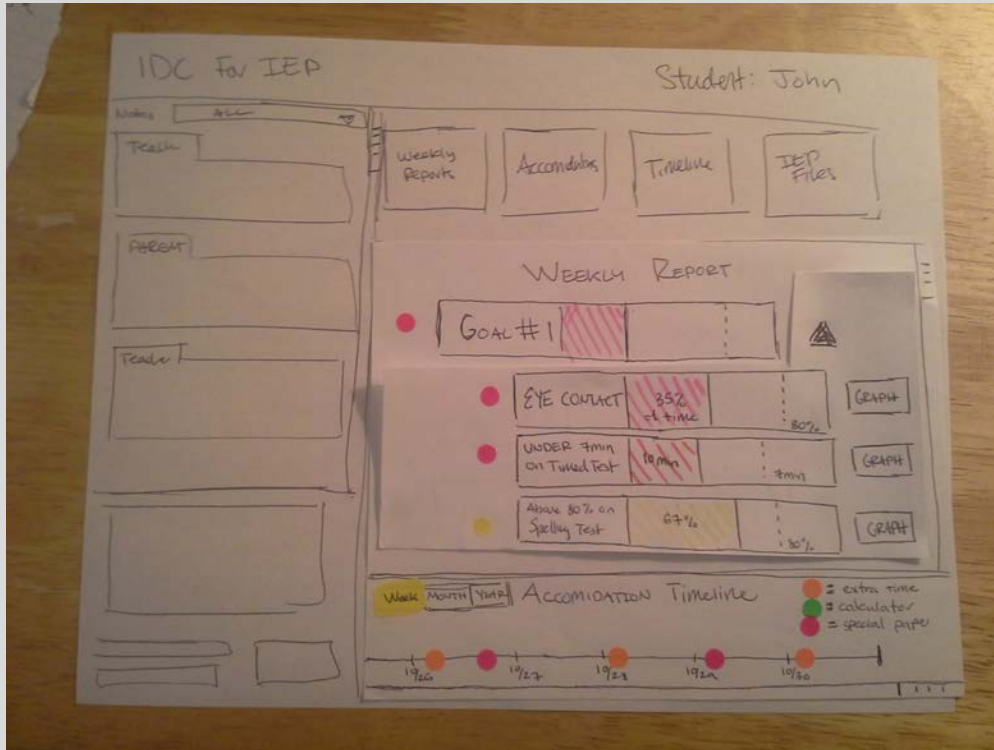 IDC For IEP
Student: John
Notes ALL
Teach
PARENT
Teache
Weekly
Reports
Timeline
IEP
Files
WEEKLY REPORT
GOAL #1
EYE CONTACT
35%
of time
80%
GRAPH
UNDER 7min
on Timed Test
10 min
7min
GRAPH
Above 80% on
Spelling Test
67%
80%
GRAPH
Week MONTH YEAR ACCOMIDATION Timeline
= extra time
= calculator
= special paper
10/26
10/27
10/28
10/29
10/30